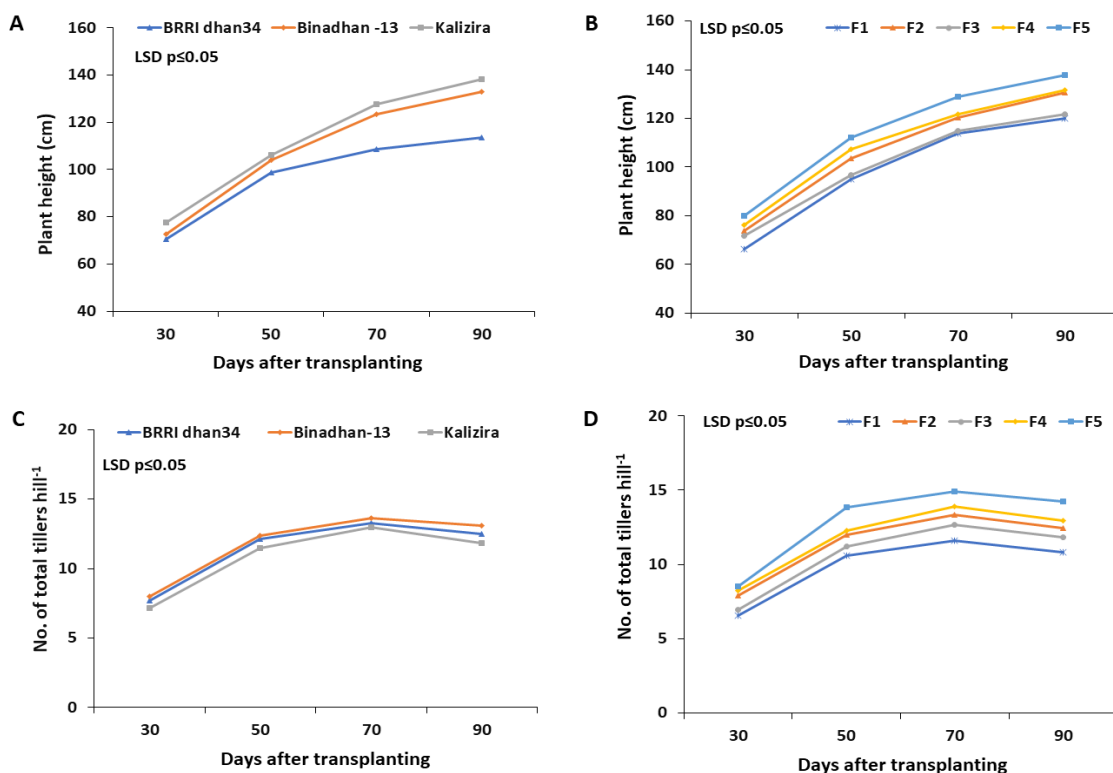 A
BRRI dhan34 Binadhan -13 Kalizira
LSD p≤0.05
160
140
120
100
80
60
40
Plant height (cm)
30 50 70 90
Days after transplanting
B
F1 F2 F3 F4 F5
LSD p≤0.05
160
140
120
100
80
60
40
Plant height (cm)
30 50 70 90
Days after transplanting
C
BRRI dhan34 Binadhan-13 Kalizira
LSD p≤0.05
20
15
10
5
0
No. of total tillers hill⁻¹
30 50 70 90
Days after transplanting
D
LSD p≤0.05
F1 F2 F3 F4 F5
20
15
10
5
0
No. of total tillers hill⁻¹
30 50 70 90
Days after transplanting